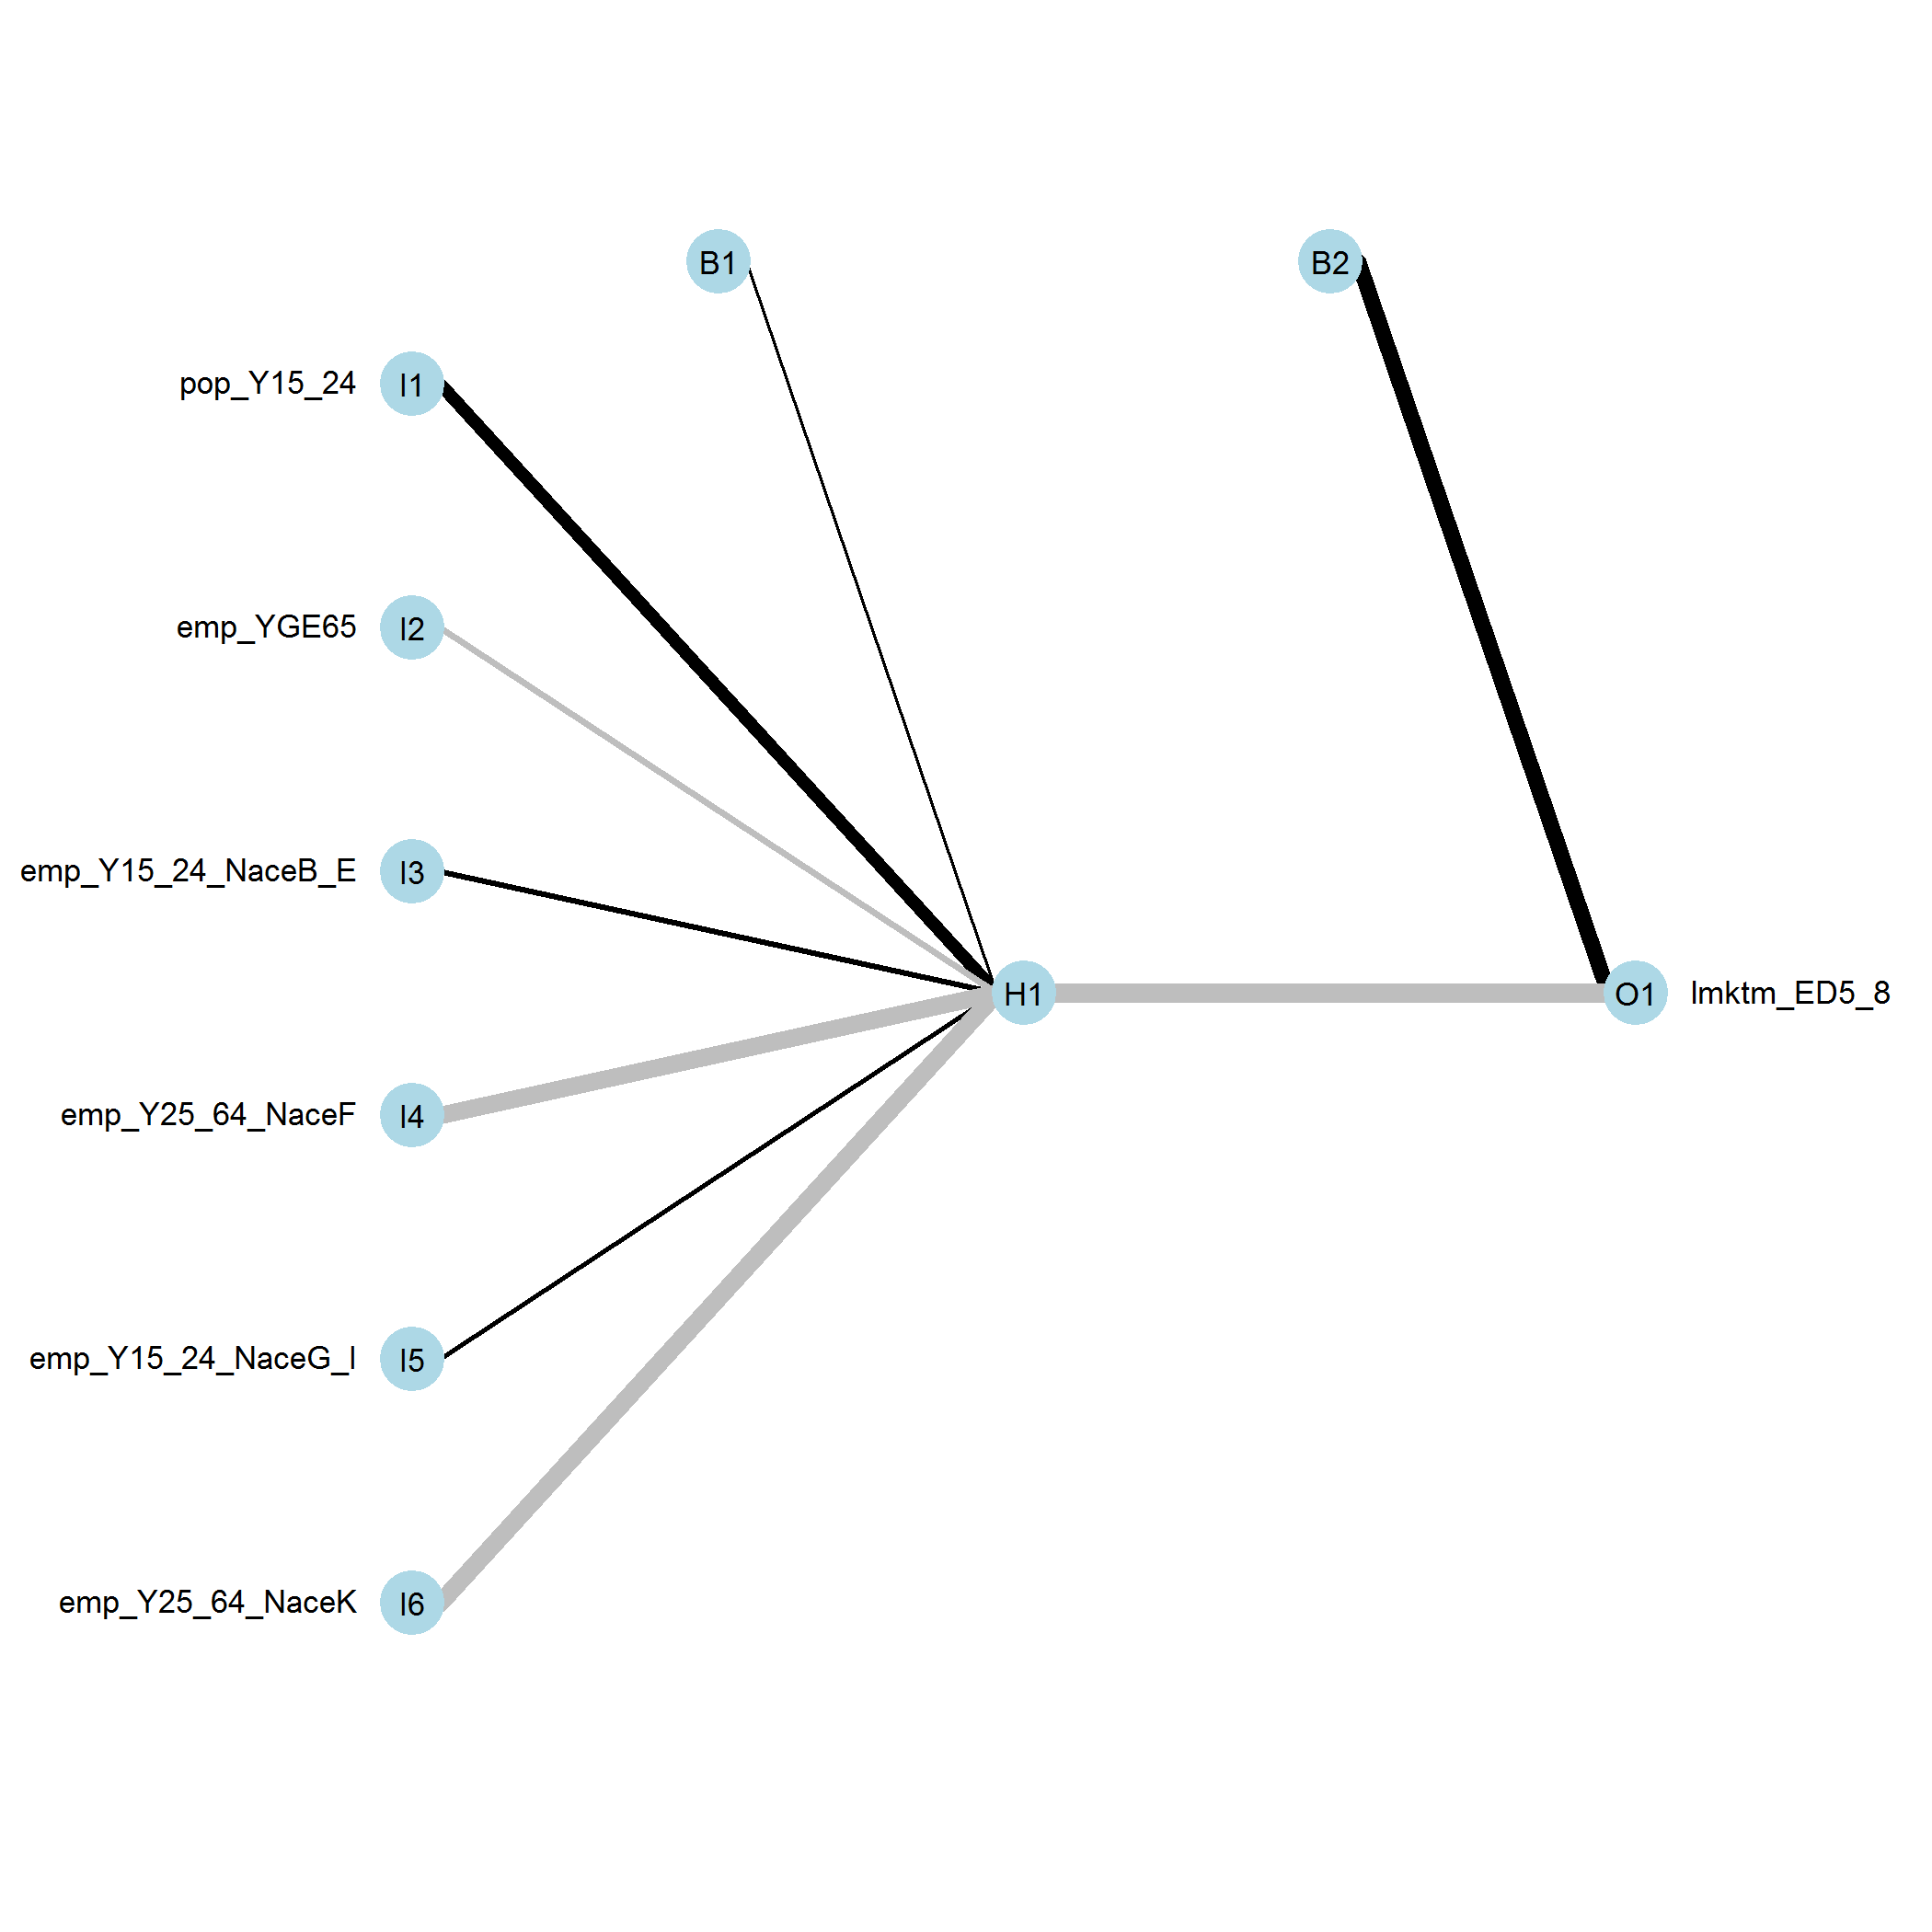 B1
B2
pop_Y15_24
I1
emp_YGE65
I2
emp_Y15_24_NaceB_E
I3
H1
O1
lmktm_ED5_8
emp_Y25_64_NaceF
I4
emp_Y15_24_NaceG_I
I5
emp_Y25_64_NaceK
I6